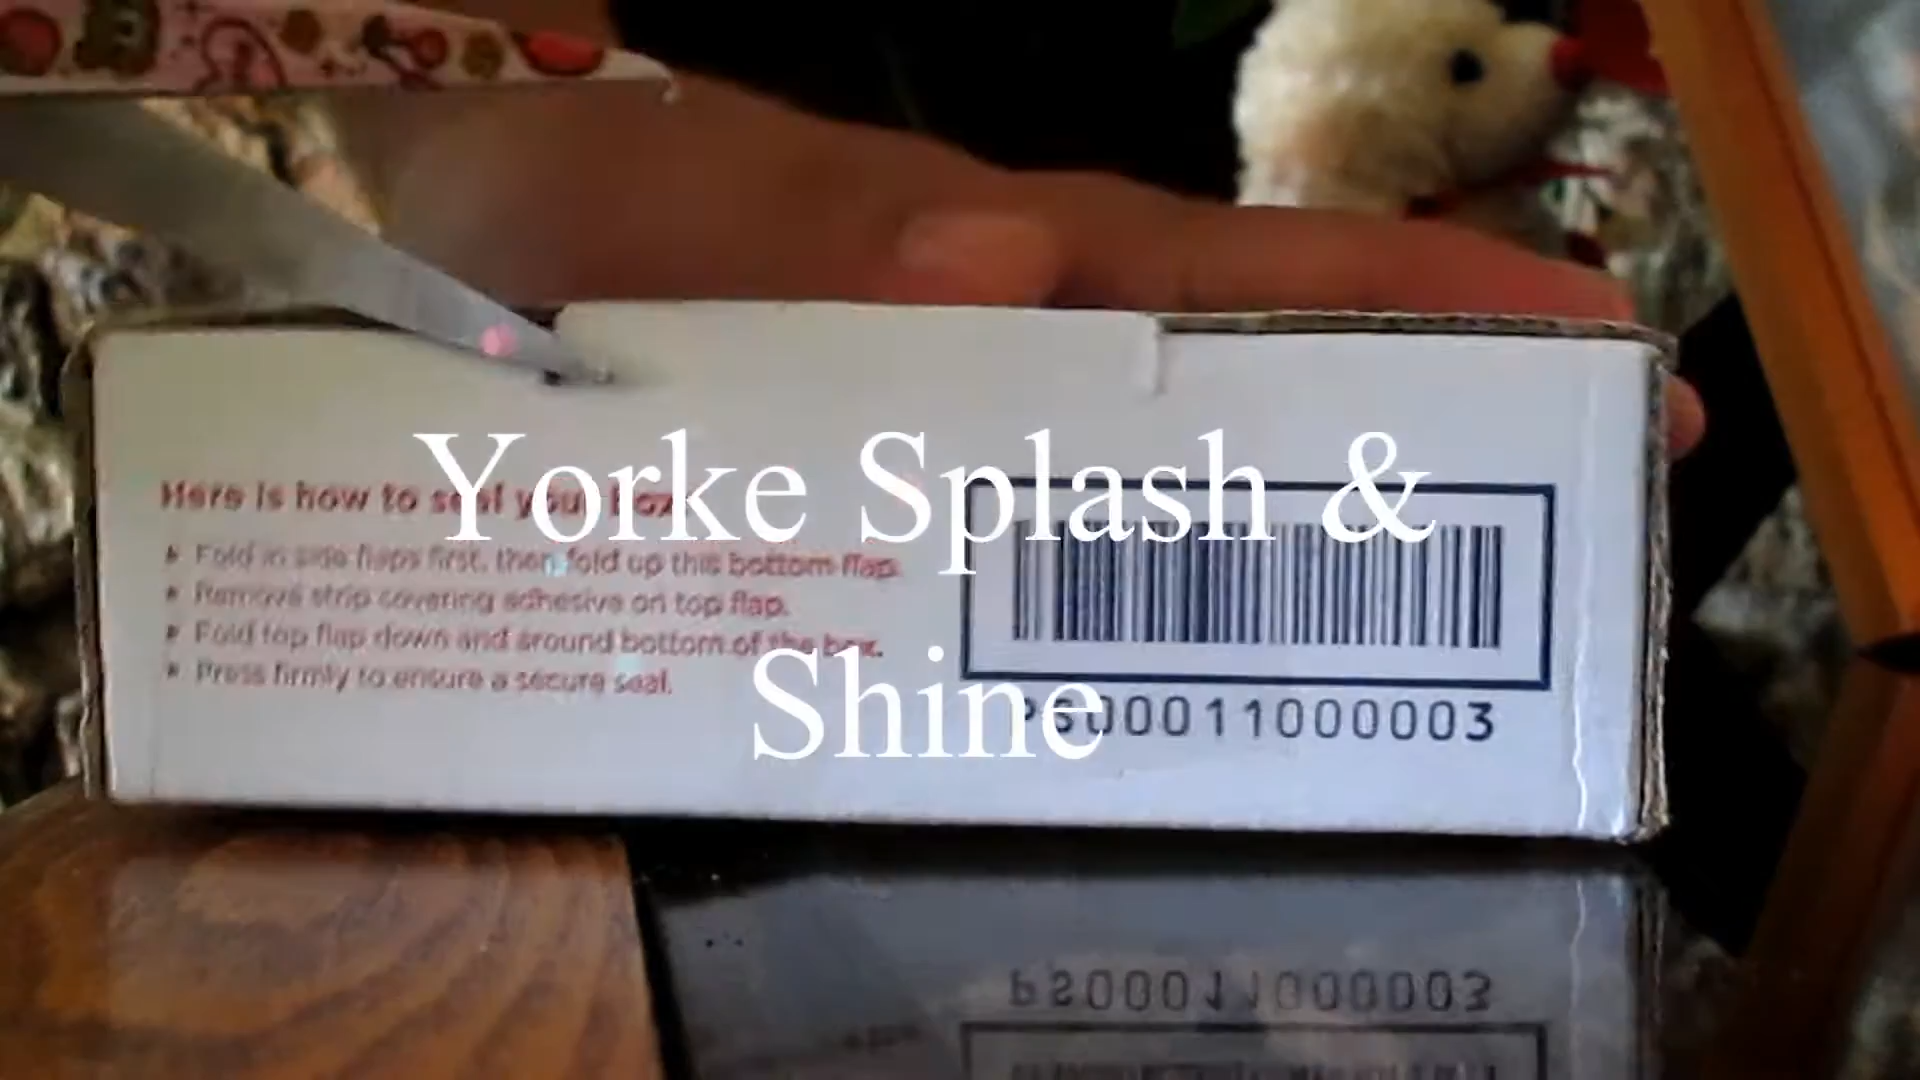 Yorke Splash &
Shine
Here is how to seal your box
Fold in side flaps first, then fold up this bottom flap.
Remove strip covering adhesive on top flap.
Fold top flap down and around bottom of the box.
Press firmly to ensure a secure seal.
PS00011000003